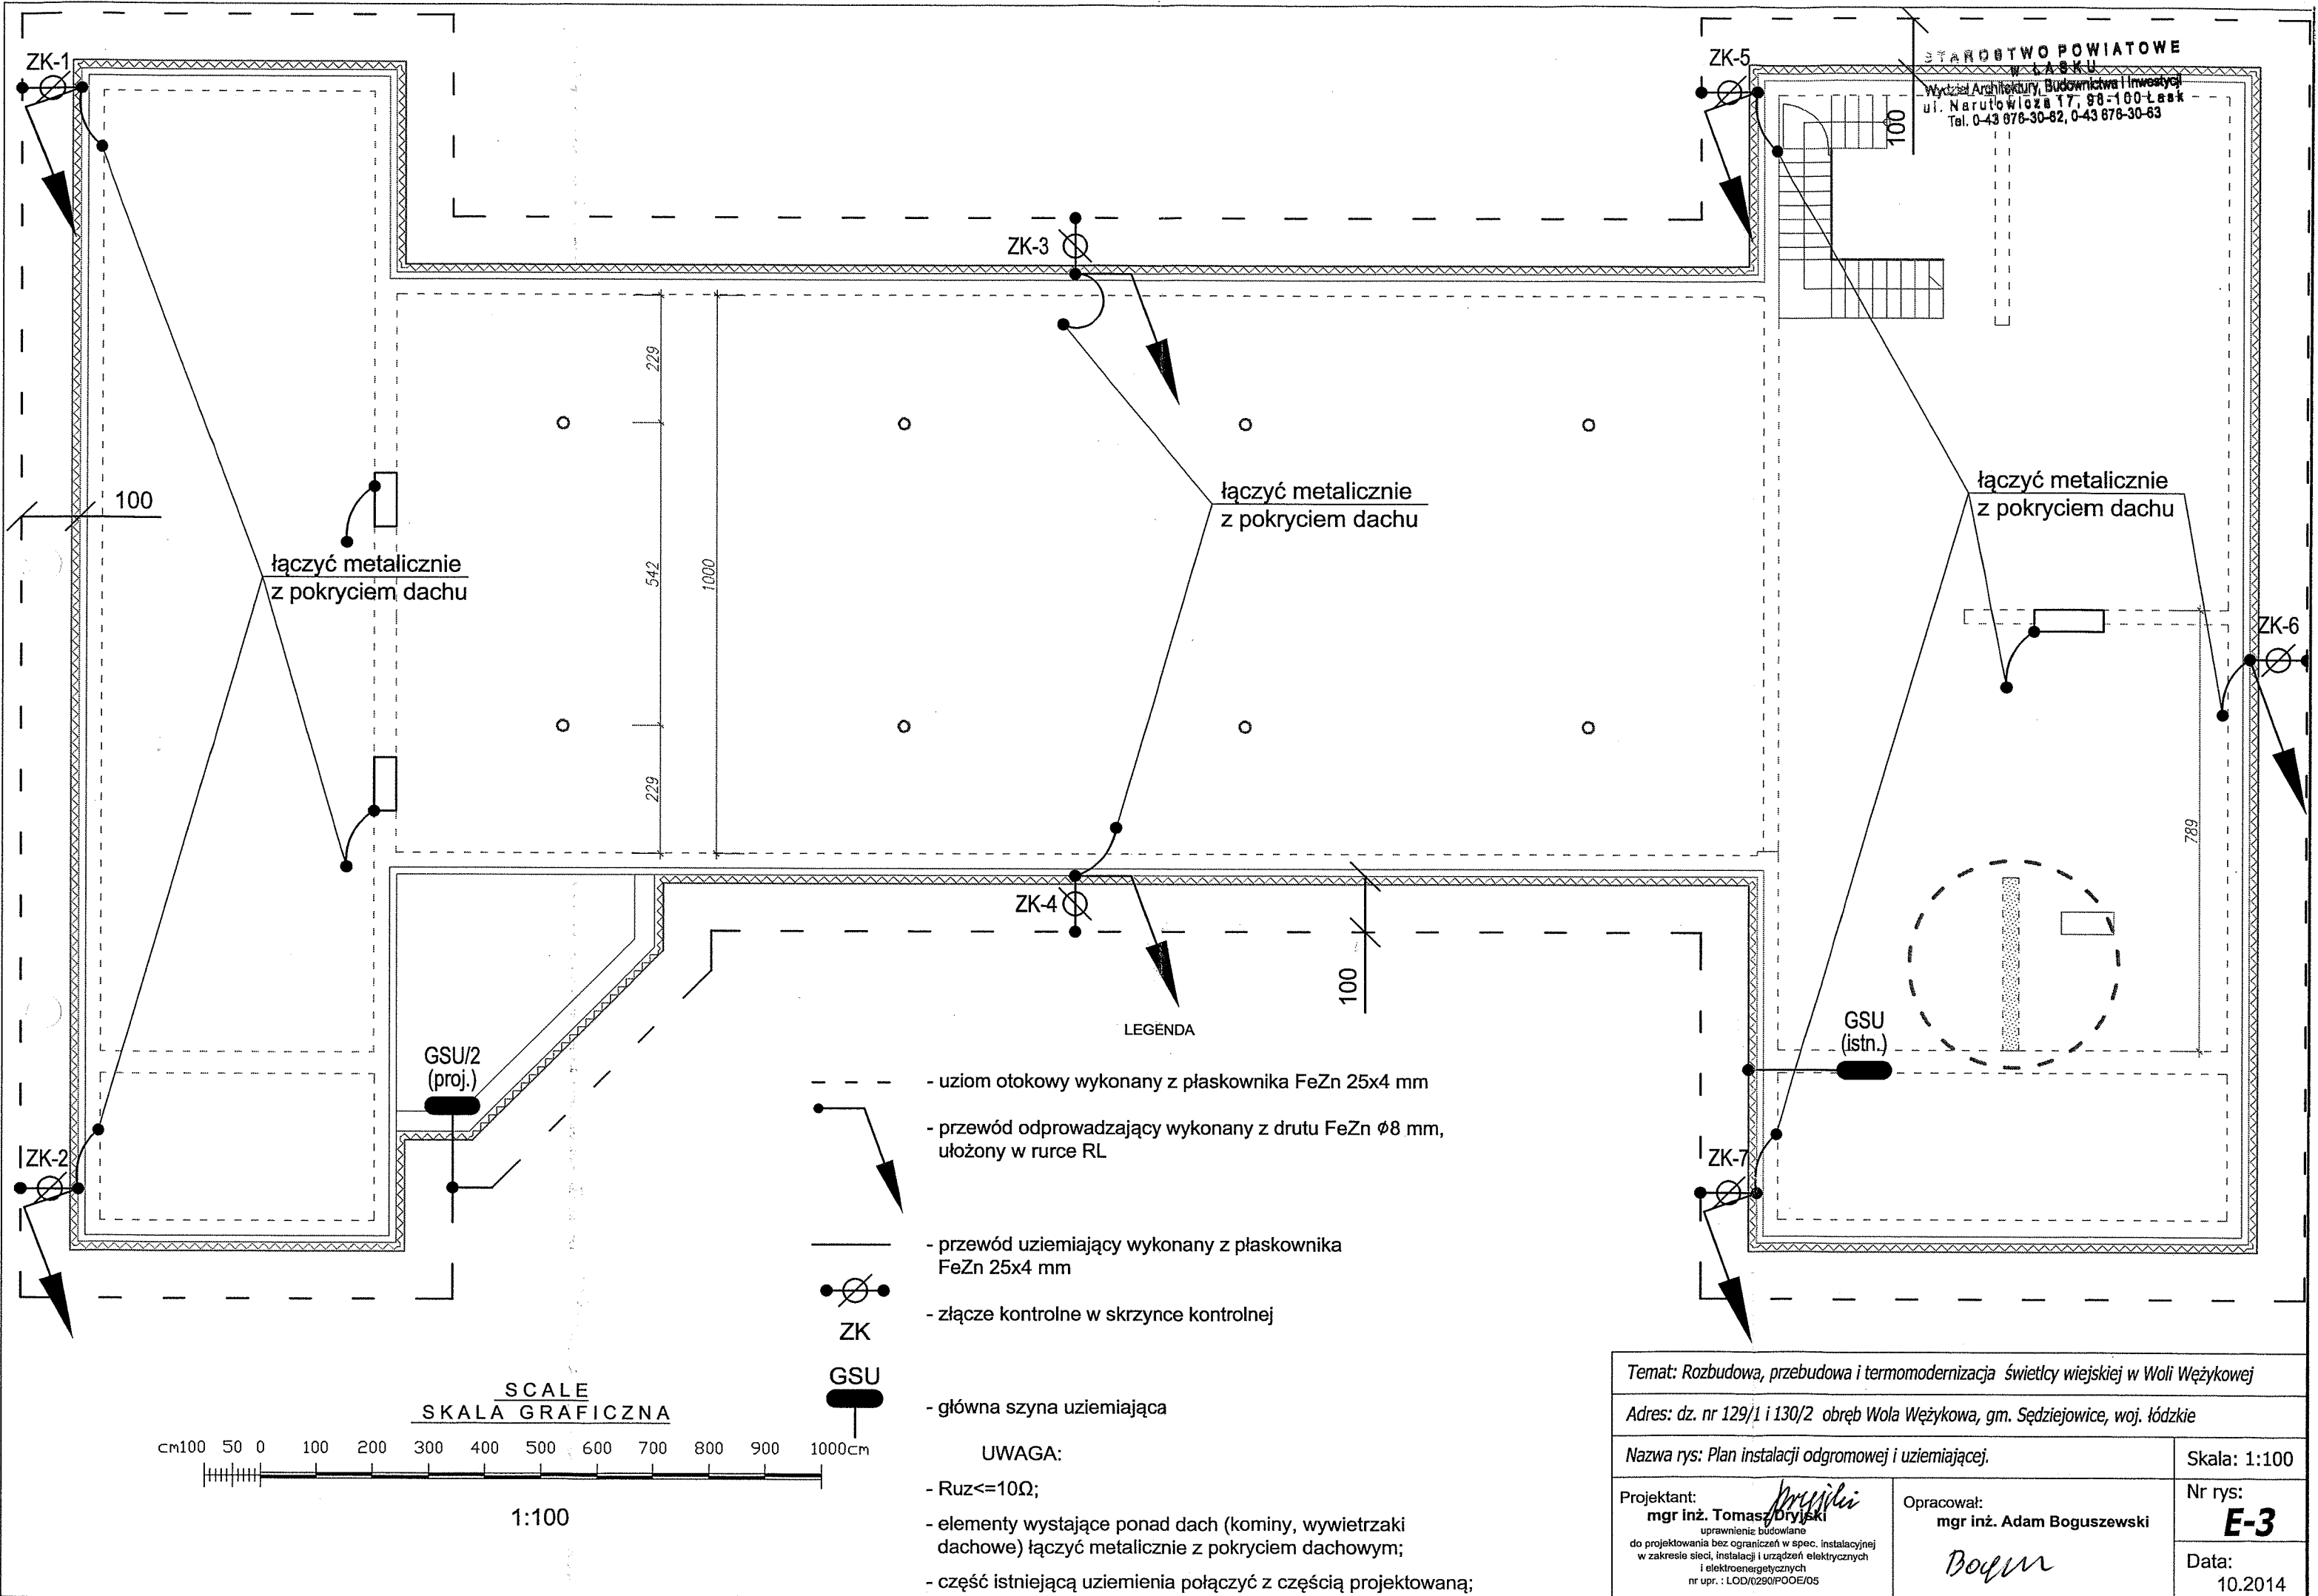 ZK-1
ZK-5
STAROSTWO POWIATOWE
W ŁASKU
Wydział Architektury, Budownictwa i Inwestycji
ul. Narutowicza 17, 98-100 Łask
Tel. 0-43 676-30-62, 0-43 676-30-63
100
ZK-3
229
łączyć metalicznie
z pokryciem dachu
łączyć metalicznie
z pokryciem dachu
100
łączyć metalicznie
z pokryciem dachu
542
1000
ZK-6
229
789
ZK-4
100
GSU
(istn.)
GSU/2
(proj.)
ZK-2
ZK-7
LEGENDA
- uziom otokowy wykonany z płaskownika FeZn 25x4 mm
- przewód odprowadzający wykonany z drutu FeZn Ø8 mm,
ułożony w rurce RL
- przewód uziemiający wykonany z płaskownika
FeZn 25x4 mm
ZK
- złącze kontrolne w skrzynce kontrolnej
GSU
- główna szyna uziemiająca
UWAGA:
- Ruz<=10Ω;
- elementy wystające ponad dach (kominy, wywietrzaki
dachowe) łączyć metalicznie z pokryciem dachowym;
- część istniejącą uziemienia połączyć z częścią projektowaną;
SCALE
SKALA GRAFICZNA
cm100 50 0 100 200 300 400 500 600 700 800 900 1000cm
1:100
Temat: Rozbudowa, przebudowa i termomodernizacja świetlcy wiejskiej w Woli Wężykowej
Adres: dz. nr 129/1 i 130/2 obręb Wola Wężykowa, gm. Sędziejowice, woj. łódzkie
Nazwa rys: Plan instalacji odgromowej i uziemiającej.
Skala: 1:100
Projektant:
mgr inż. Tomasz Dryjski
uprawnienia budowlane
do projektowania bez ograniczeń w spec. instalacyjnej
w zakresie sieci, instalacji i urządzeń elektrycznych
i elektroenergetycznych
nr upr. : LOD/0290/POOE/05
Opracował:
mgr inż. Adam Boguszewski
Nr rys:
E-3
Data:
10.2014